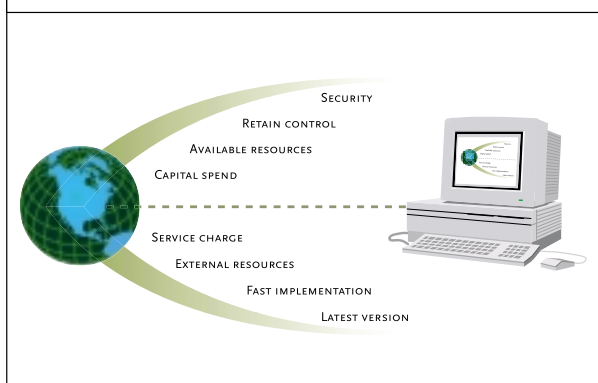 Security
Retain control
Available resources
Capital spend
Service charge
External resources
Fast implementation
Latest version